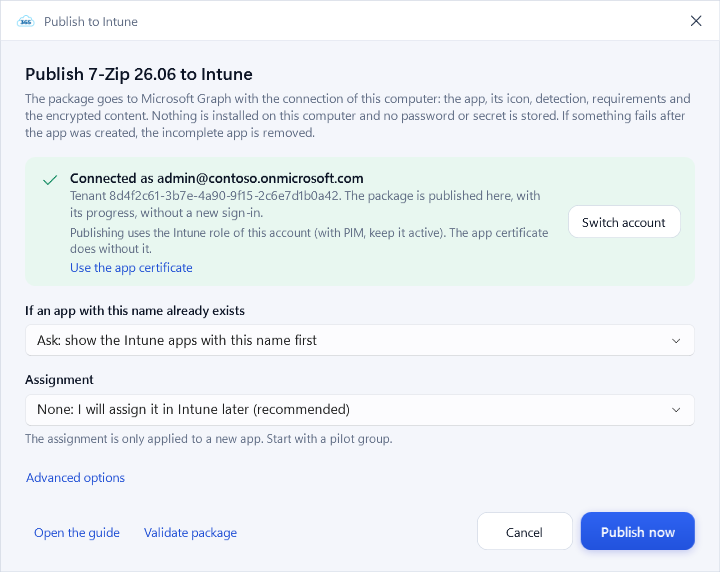 365 Publish to Intune
Publish 7-Zip 26.06 to Intune
The package goes to Microsoft Graph with the connection of this computer: the app, its icon, detection, requirements and
the encrypted content. Nothing is installed on this computer and no password or secret is stored. If something fails after
the app was created, the incomplete app is removed.
Connected as admin@contoso.onmicrosoft.com
Tenant 8d4f2c61-3b7e-4a90-9f15-2c6e7d1b0a42. The package is published here, with
its progress, without a new sign-in.
Publishing uses the Intune role of this account (with PIM, keep it active). The app certificate
does without it.
Use the app certificate
Switch account
If an app with this name already exists
Ask: show the Intune apps with this name first
Assignment
None: I will assign it in Intune later (recommended)
The assignment is only applied to a new app. Start with a pilot group.
Advanced options
Open the guide Validate package Cancel Publish now